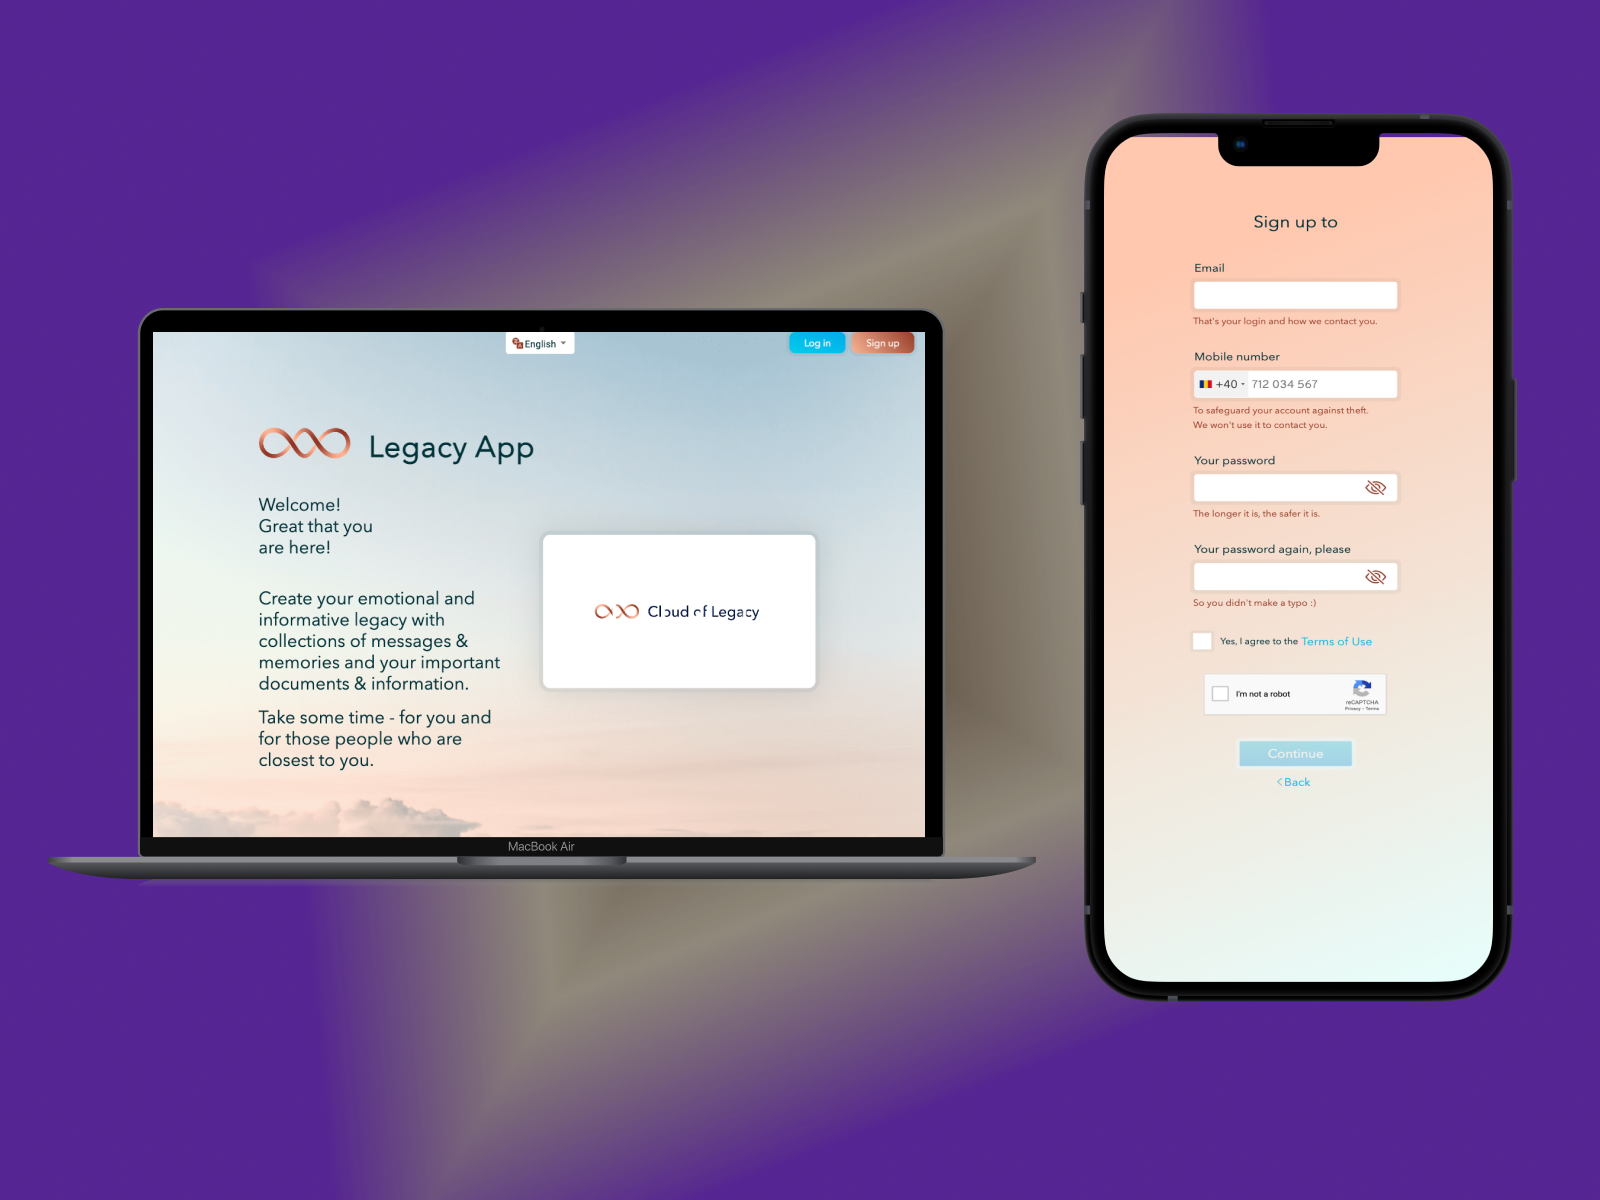 English
Log in
Sign up
Legacy App
Welcome!
Great that you
are here!
Create your emotional and
informative legacy with
collections of messages &
memories and your important
documents & information.
Take some time - for you and
for those people who are
closest to you.
Cloud of Legacy
MacBook Air
Sign up to
Email
That's your login and how we contact you.
Mobile number
+40 712 034 567
To safeguard your account against theft.
We won't use it to contact you.
Your password
The longer it is, the safer it is.
Your password again, please
So you didn't make a typo :)
Yes, I agree to the Terms of Use
I'm not a robot
reCAPTCHA
Privacy - Terms
Continue
< Back